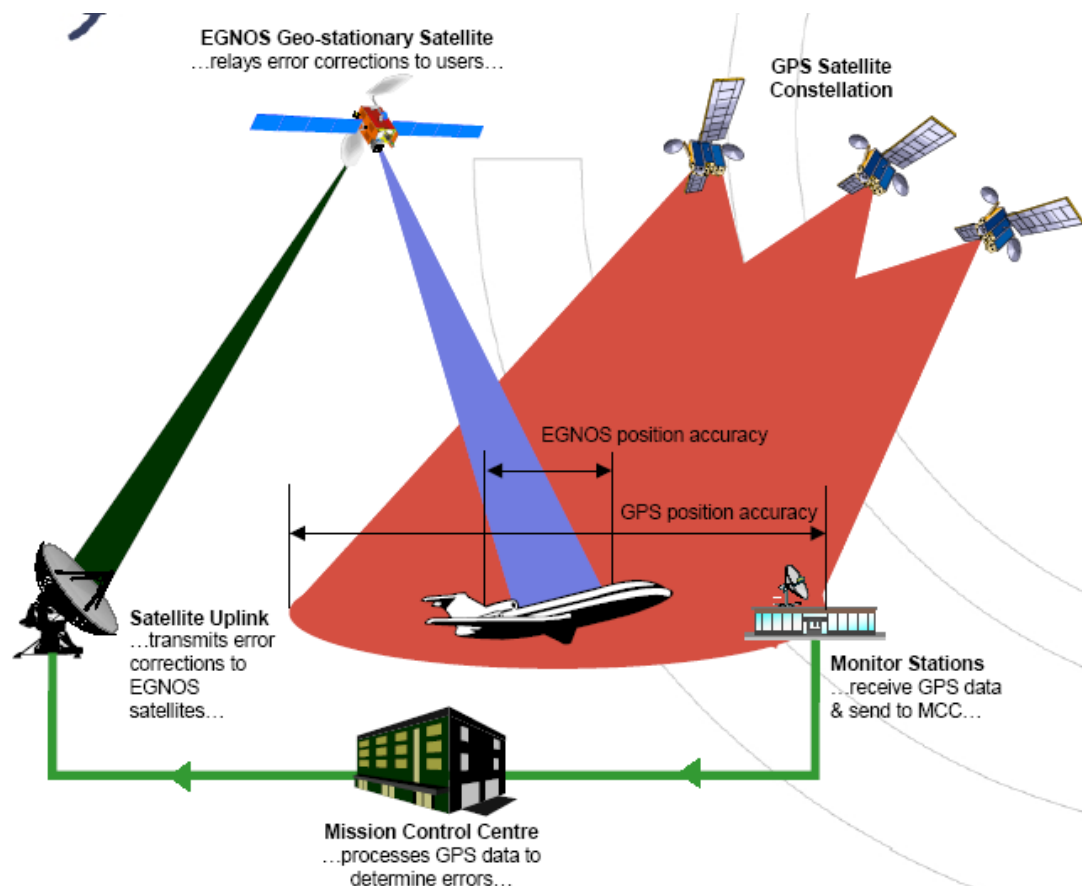 EGNOS Geo-stationary Satellite
…relays error corrections to users…
GPS Satellite
Constellation
EGNOS position accuracy
GPS position accuracy
Satellite Uplink
…transmits error
corrections to
EGNOS
satellites…
Monitor Stations
…receive GPS data
& send to MCC…
Mission Control Centre
…processes GPS data to
determine errors…